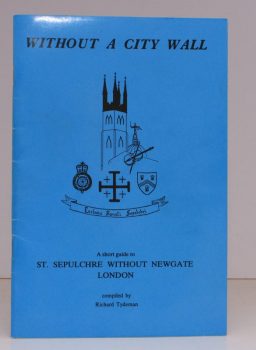 WITHOUT A CITY WALL
A short guide to
ST. SEPULCHRE WITHOUT NEWGATE
LONDON
compiled by
Richard Tydeman